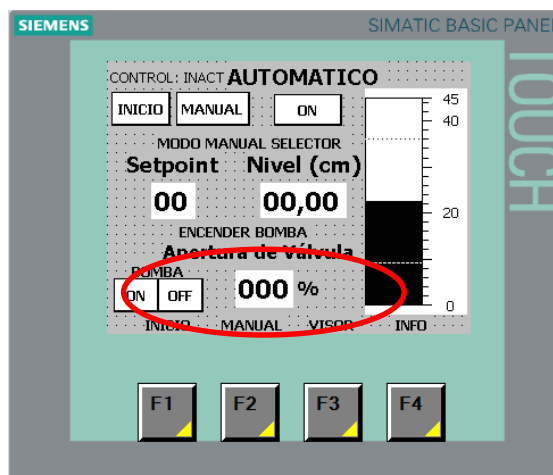 SIEMENS SIMATIC BASIC PANEL
TOUCH
CONTROL: INACT AUTOMATICO
INICIO MANUAL ON
MODO MANUAL SELECTOR
Setpoint Nivel (cm)
00 00,00
ENCENDER BOMBA
Apertura de Válvula
BOMBA
ON OFF 000 %
INICIO MANUAL VISOR INFO
45
40
20
0
F1 F2 F3 F4